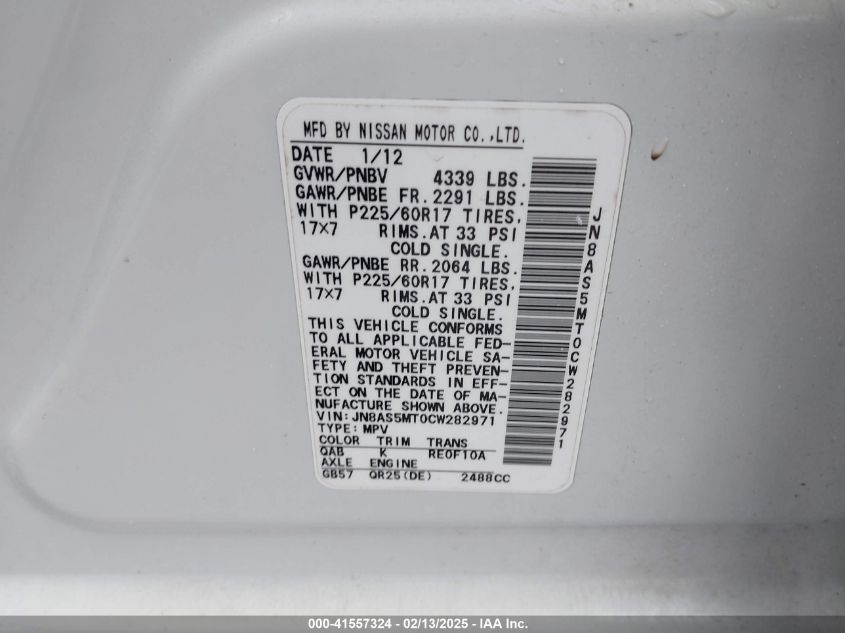 MFD BY NISSAN MOTOR CO.,LTD.
DATE 1/12
GVWR/PNBV 4339 LBS.
GAWR/PNBE FR. 2291 LBS.
WITH P225/60R17 TIRES,
17×7 RIMS. AT 33 PSI
COLD SINGLE.
GAWR/PNBE RR. 2064 LBS.
WITH P225/60R17 TIRES,
17×7 RIMS. AT 33 PSI
COLD SINGLE.
THIS VEHICLE CONFORMS
TO ALL APPLICABLE FED-
ERAL MOTOR VEHICLE SA-
FETY AND THEFT PREVEN-
TION STANDARDS IN EFF-
ECT ON THE DATE OF MA-
NUFACTURE SHOWN ABOVE.
VIN: JN8AS5MT0CW282971
TYPE: MPV
COLOR TRIM TRANS
QAB K RE0F10A
AXLE ENGINE
GB57 QR25(DE) 2488CC
JN8AS5MT0CW282971
000-41557324 — 02/13/2025 — IAA Inc.